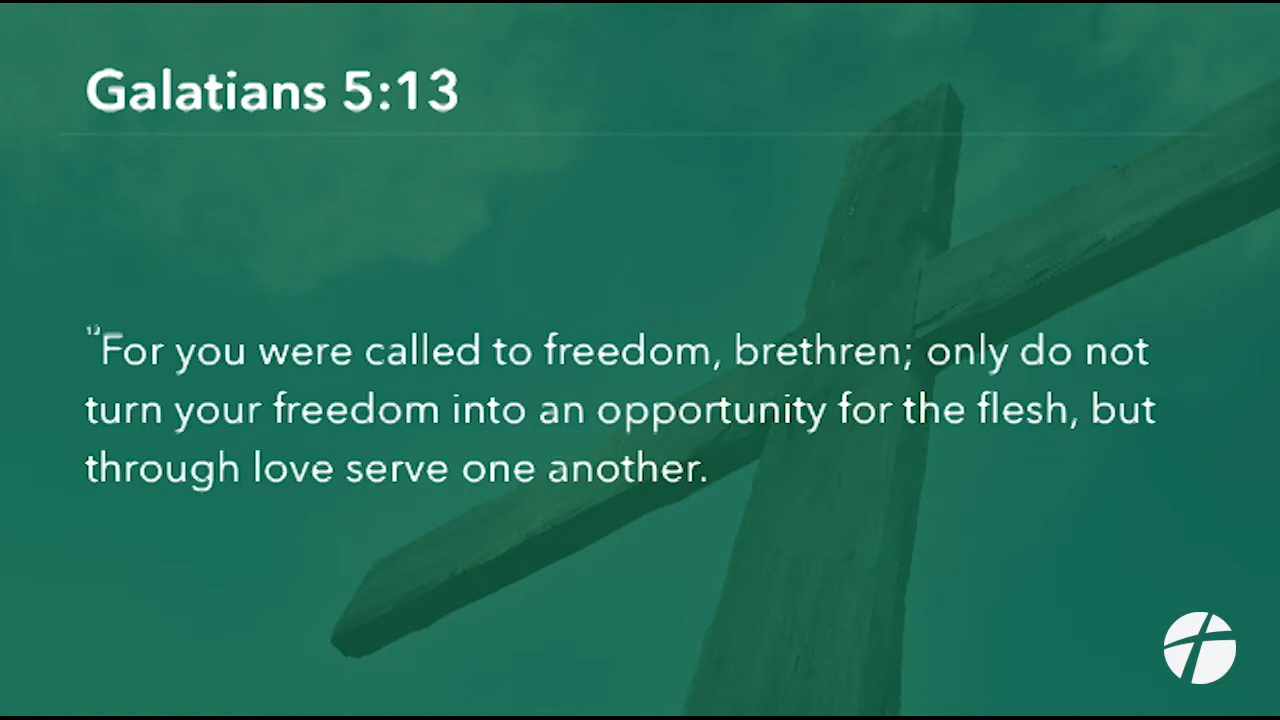 Galatians 5:13
13For you were called to freedom, brethren; only do not
turn your freedom into an opportunity for the flesh, but
through love serve one another.